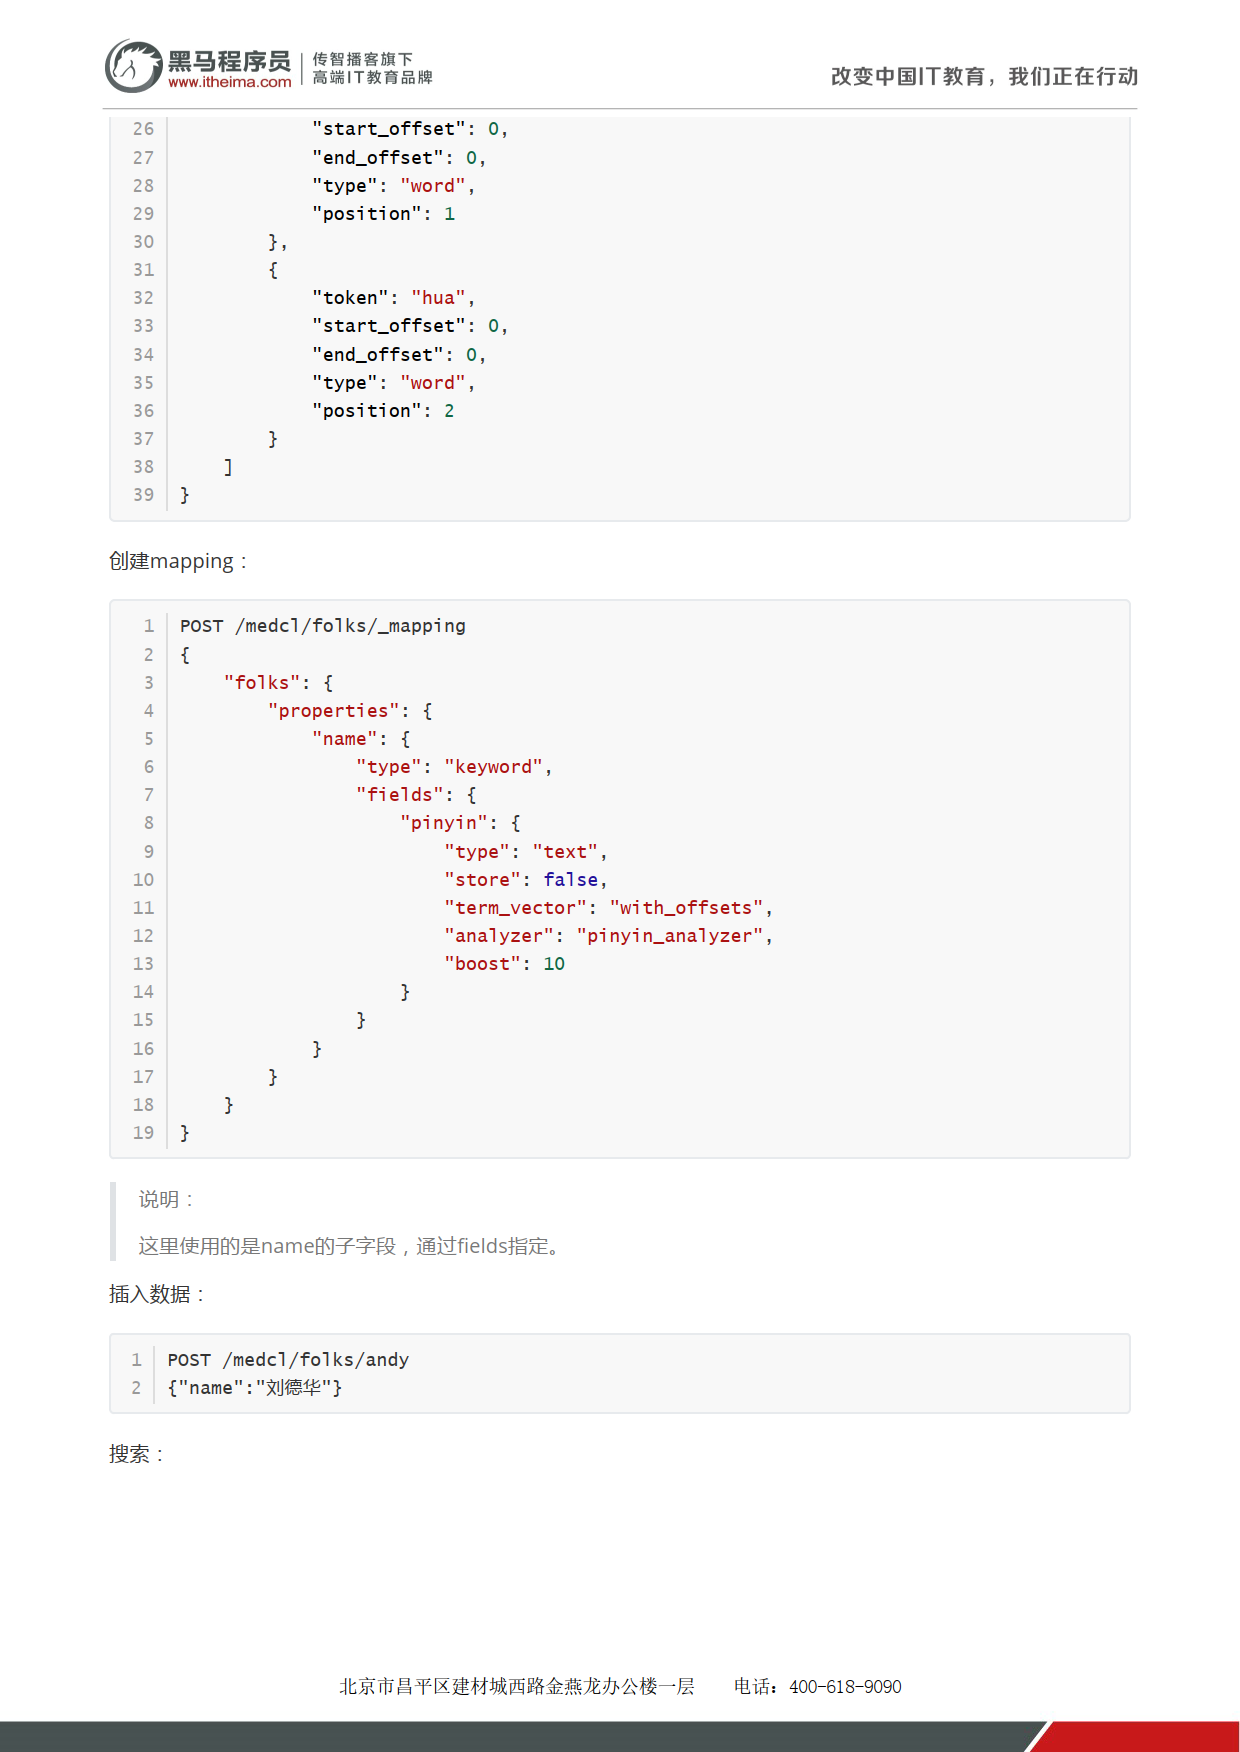 黑马程序员
www.itheima.com
传智播客旗下
高端IT教育品牌
改变中国IT教育，我们正在行动
26 "start_offset": 0,
27 "end_offset": 0,
28 "type": "word",
29 "position": 1
30 },
31 {
32 "token": "hua",
33 "start_offset": 0,
34 "end_offset": 0,
35 "type": "word",
36 "position": 2
37 }
38 ]
39 }
创建mapping：
1 POST /medcl/folks/_mapping
2 {
3 "folks": {
4 "properties": {
5 "name": {
6 "type": "keyword",
7 "fields": {
8 "pinyin": {
9 "type": "text",
10 "store": false,
11 "term_vector": "with_offsets",
12 "analyzer": "pinyin_analyzer",
13 "boost": 10
14 }
15 }
16 }
17 }
18 }
19 }
说明：
这里使用的是name的子字段，通过fields指定。
插入数据：
1 POST /medcl/folks/andy
2 {"name":"刘德华"}
搜索：
北京市昌平区建材城西路金燕龙办公楼一层 电话：400-618-9090